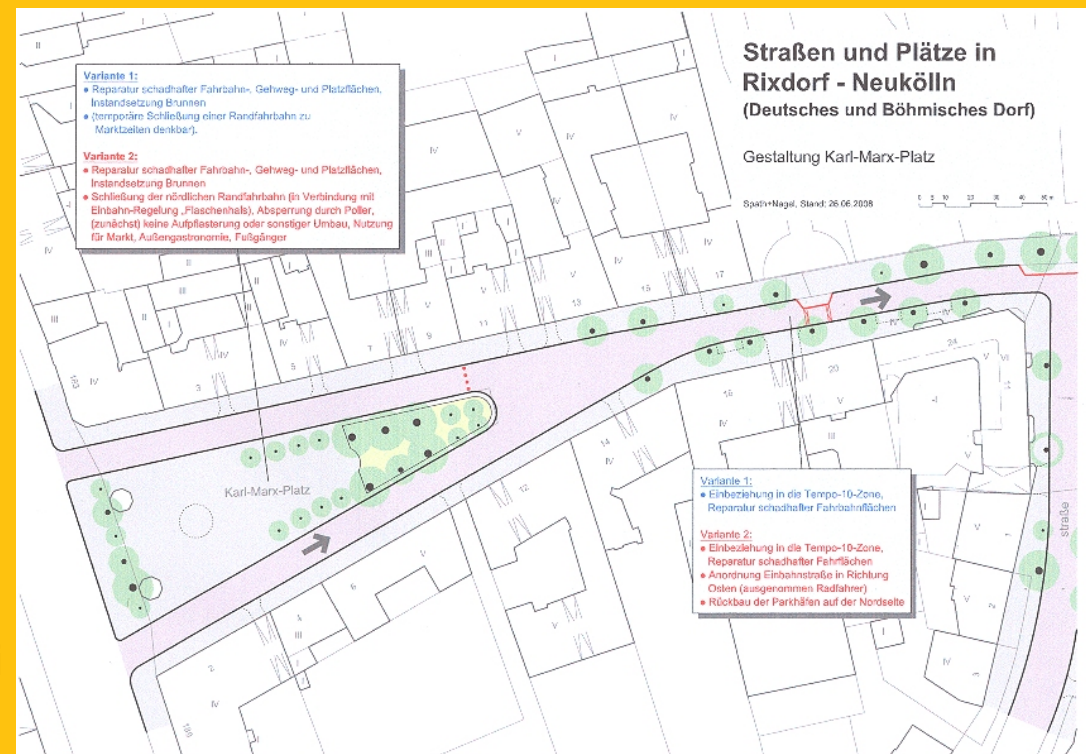 Straßen und Plätze in
Rixdorf - Neukölln
(Deutsches und Böhmisches Dorf)
Gestaltung Karl-Marx-Platz
Spath+Nagel, Stand: 26.06.2008
Variante 1:
● Reparatur schadhafter Fahrbahn-, Gehweg- und Platzflächen,
Instandsetzung Brunnen
● (temporäre Schließung einer Randfahrbahn zu
Marktzeiten denkbar).
Variante 2:
● Reparatur schadhafter Fahrbahn-, Gehweg- und Platzflächen,
Instandsetzung Brunnen
● Schließung der nördlichen Randfahrbahn (in Verbindung mit
Einbahn-Regelung „Flaschenhals), Absperrung durch Poller,
(zunächst) keine Aufpflasterung oder sonstiger Umbau, Nutzung
für Markt, Außengastronomie, Fußgänger
Karl-Marx-Platz
Variante 1:
● Einbeziehung in die Tempo-10-Zone,
Reparatur schadhafter Fahrbahnflächen
Variante 2:
● Einbeziehung in die Tempo-10-Zone,
Reparatur schadhafter Fahrflächen
● Anordnung Einbahnstraße in Richtung
Osten (ausgenommen Radfahrer)
● Rückbau der Parkhäfen auf der Nordseite
straße